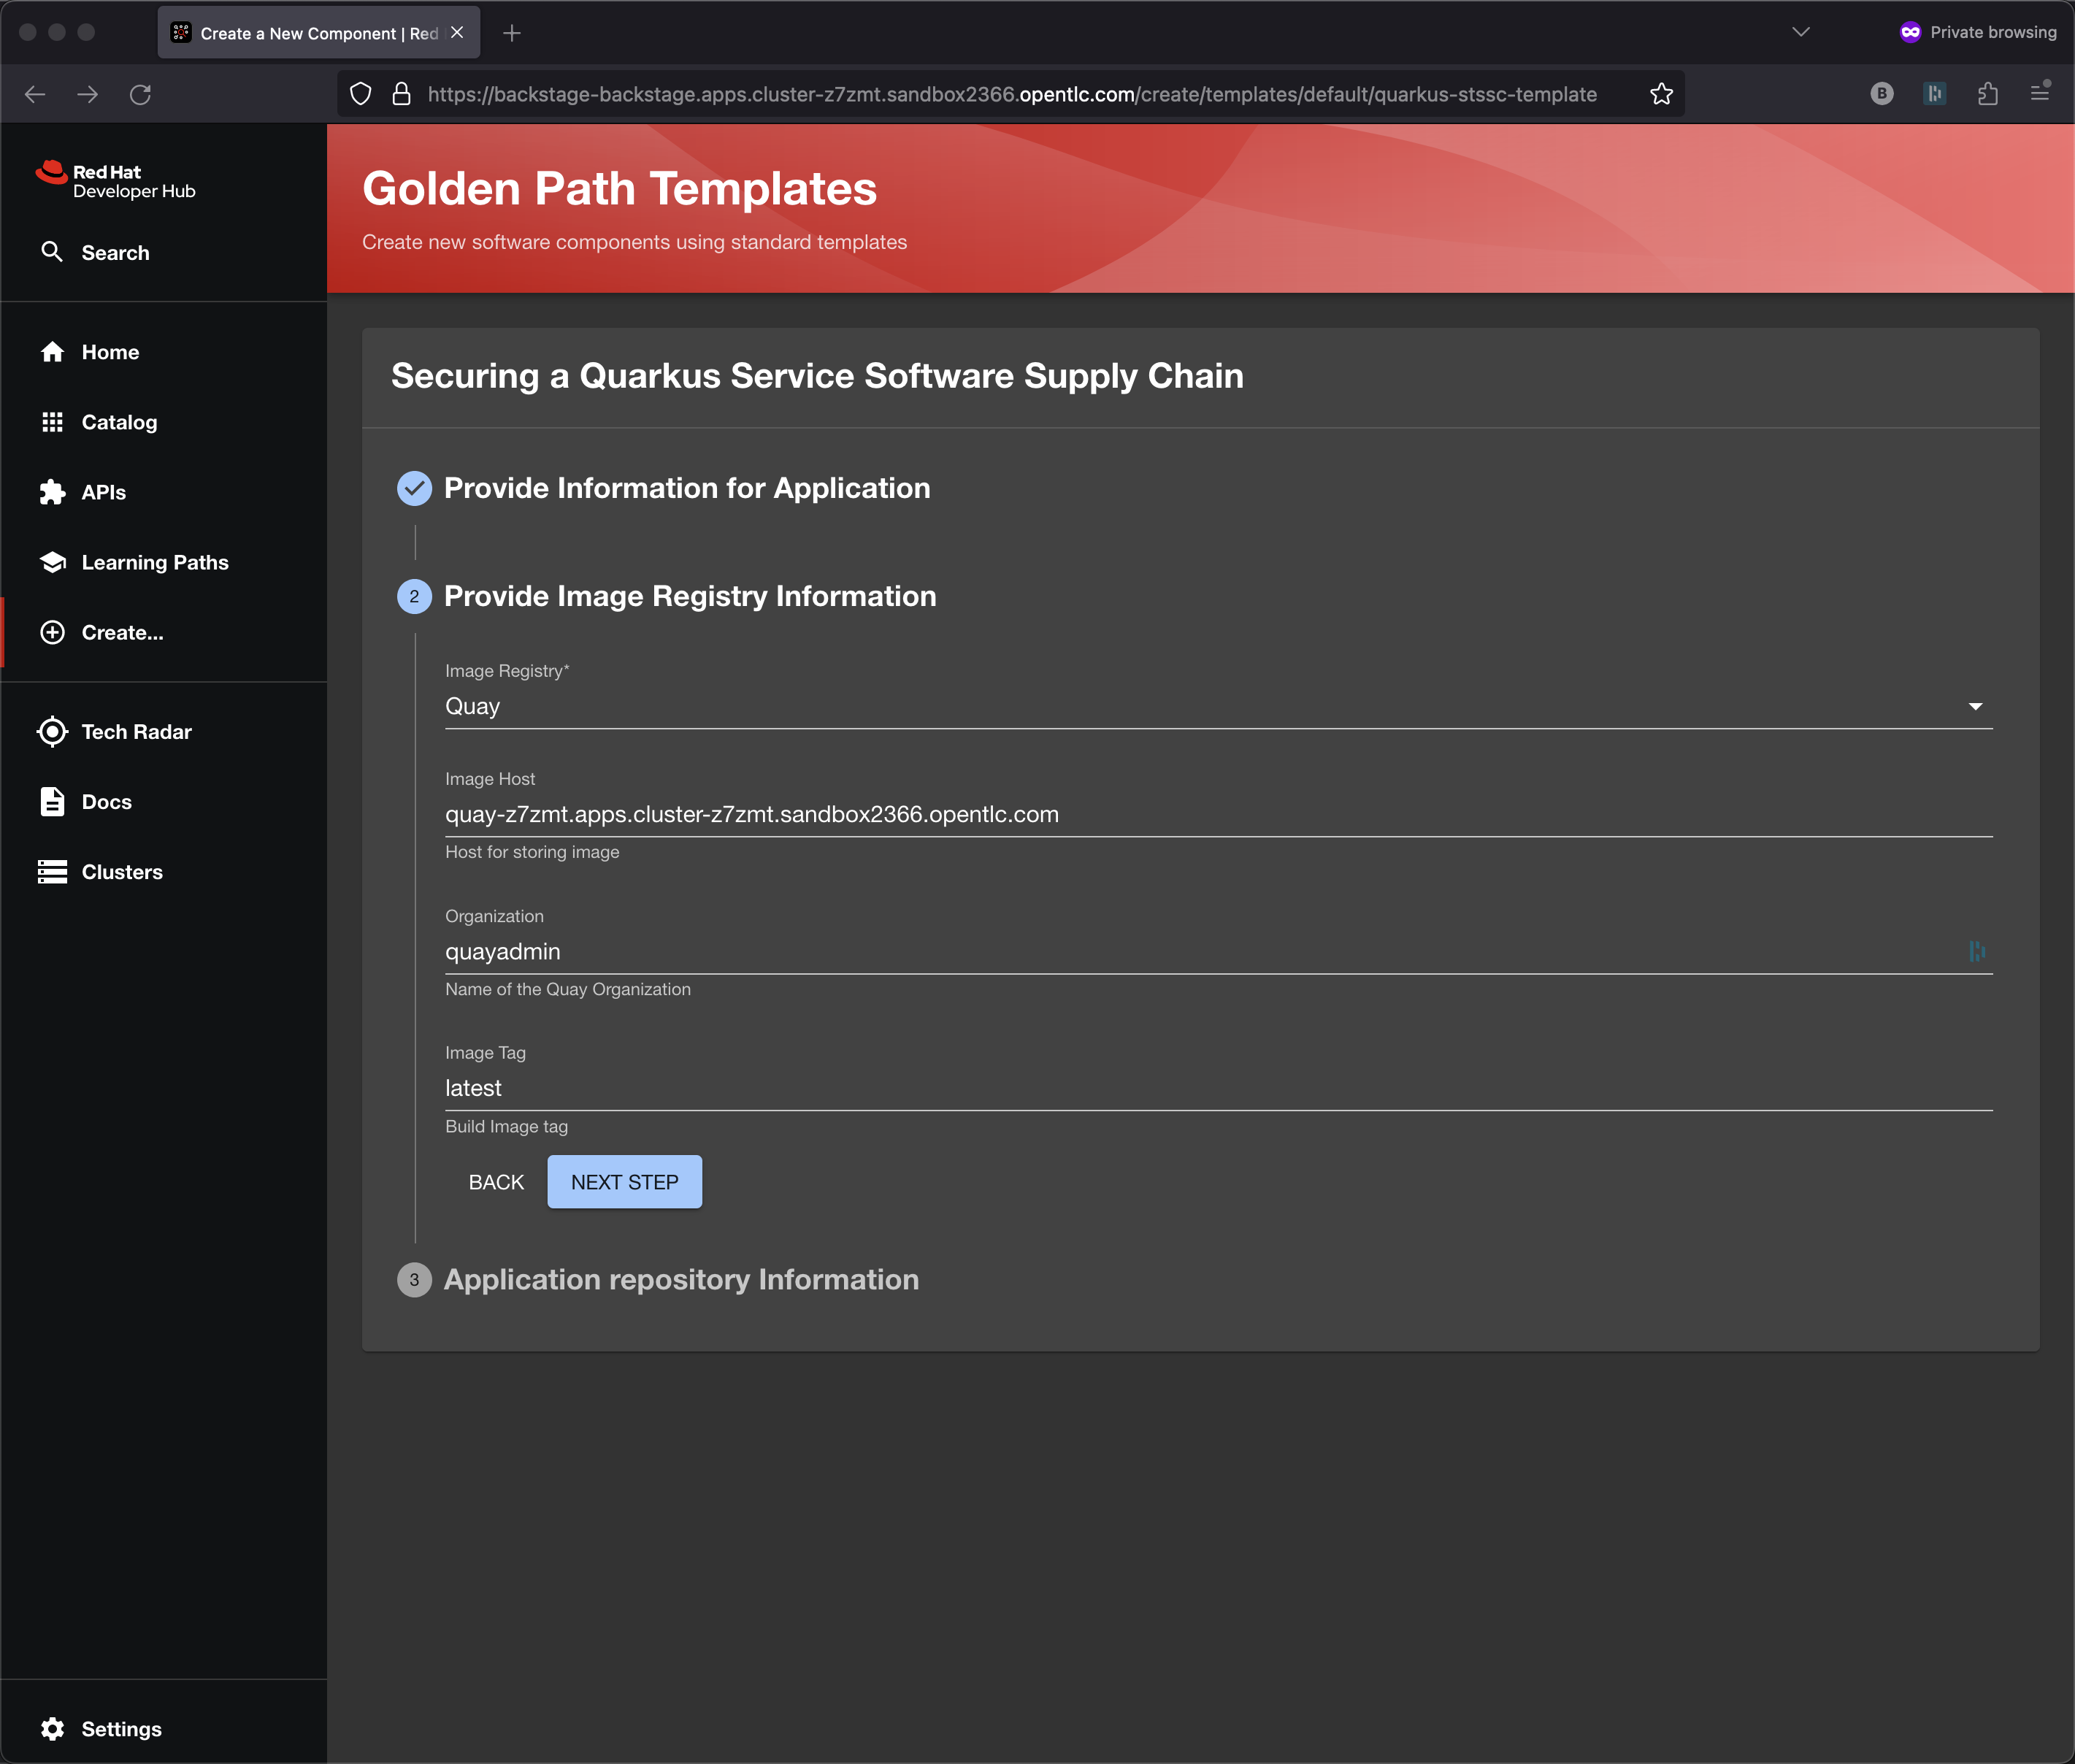 Create a New Component | Red
Private browsing
https://backstage-backstage.apps.cluster-z7zmt.sandbox2366.opentlc.com/create/templates/default/quarkus-stssc-template
B
Red Hat
Developer Hub
Search
Home
Catalog
APIs
Learning Paths
Create...
Tech Radar
Docs
Clusters
Settings
Golden Path Templates
Create new software components using standard templates
Securing a Quarkus Service Software Supply Chain
Provide Information for Application
2 Provide Image Registry Information
Image Registry*
Quay
Image Host
quay-z7zmt.apps.cluster-z7zmt.sandbox2366.opentlc.com
Host for storing image
Organization
quayadmin
Name of the Quay Organization
Image Tag
latest
Build Image tag
BACK NEXT STEP
3 Application repository Information